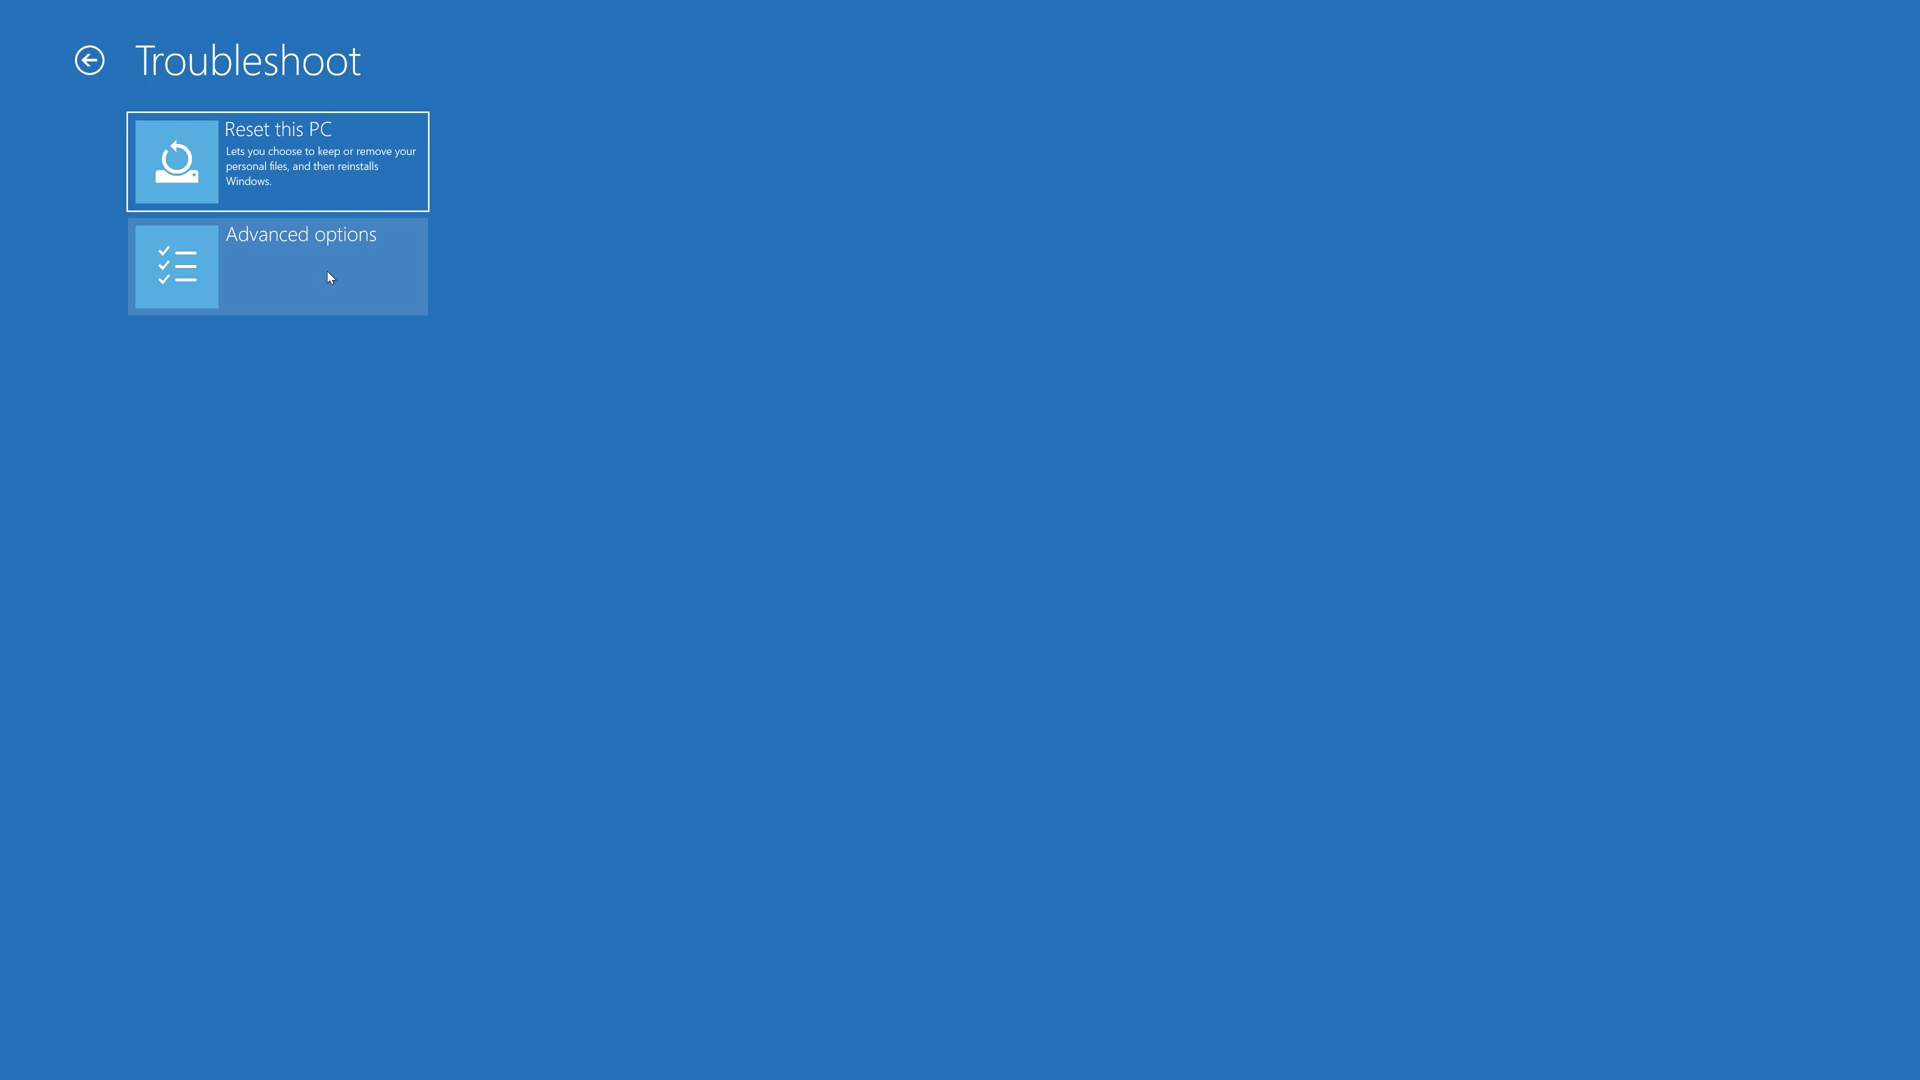 Troubleshoot
Reset this PC
Lets you choose to keep or remove your
personal files, and then reinstalls
Windows.
Advanced options